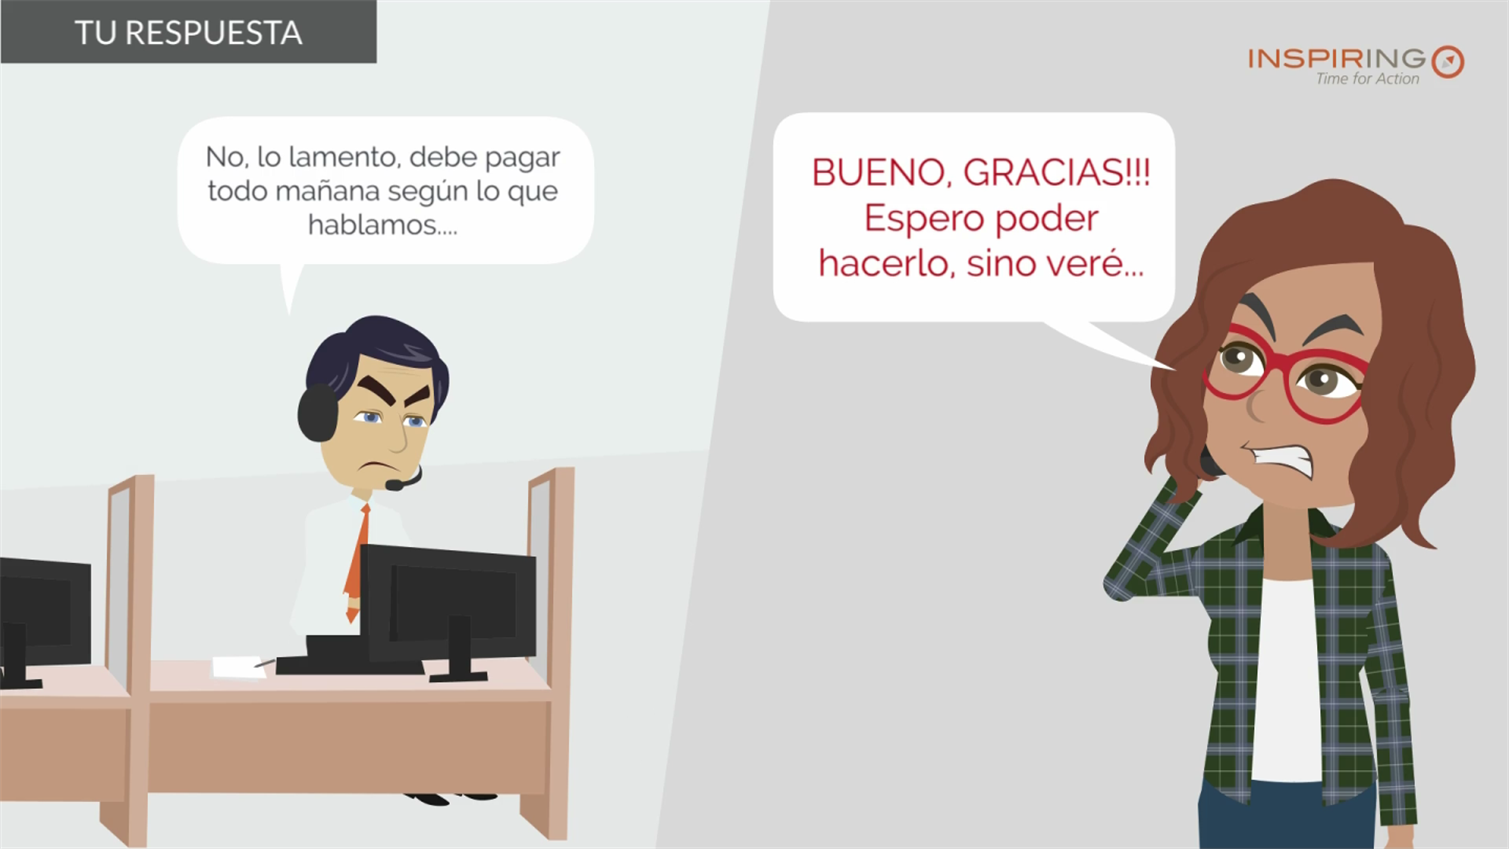 TU RESPUESTA
INSPIRING
Time for Action
No, lo lamento, debe pagar
todo mañana según lo que
hablamos....
BUENO, GRACIAS!!!
Espero poder
hacerlo, sino veré...